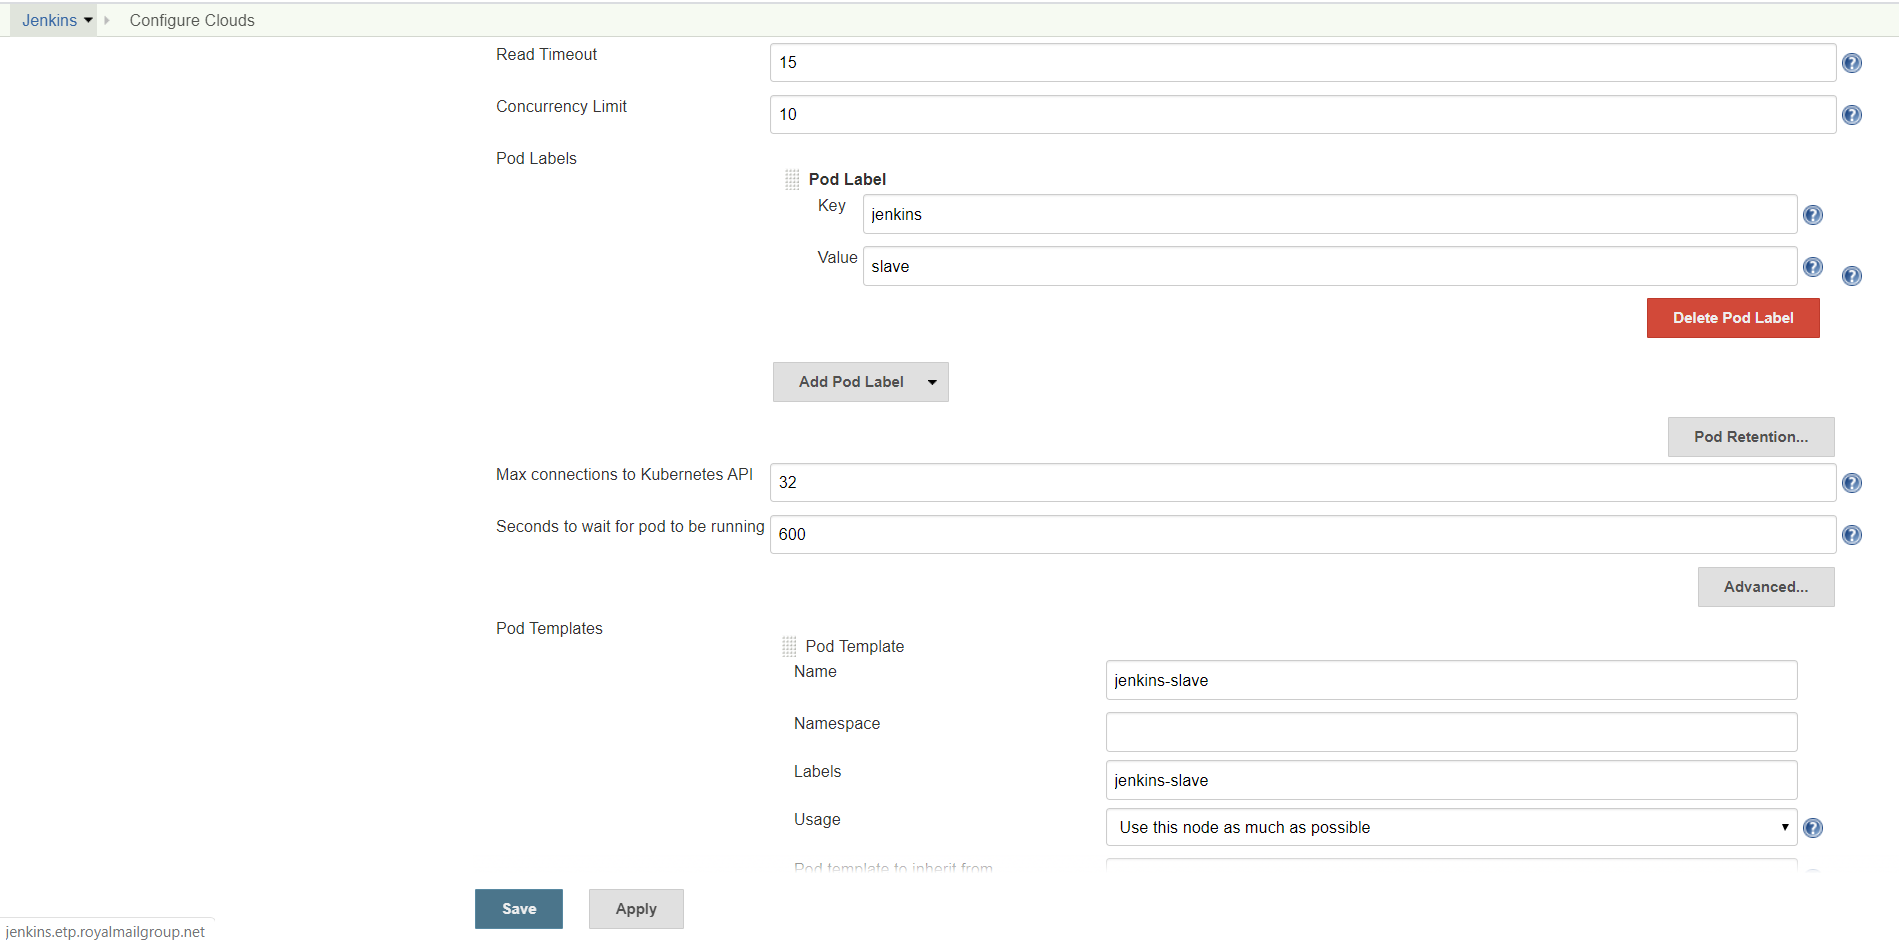 Jenkins Configure Clouds
Read Timeout 15
Concurrency Limit 10
Pod Labels
Pod Label
Key jenkins
Value slave
Delete Pod Label
Add Pod Label
Pod Retention...
Max connections to Kubernetes API 32
Seconds to wait for pod to be running 600
Advanced...
Pod Templates
Pod Template
Name jenkins-slave
Namespace
Labels jenkins-slave
Usage Use this node as much as possible
Pod template to inherit from
Save Apply
jenkins.etp.royalmailgroup.net